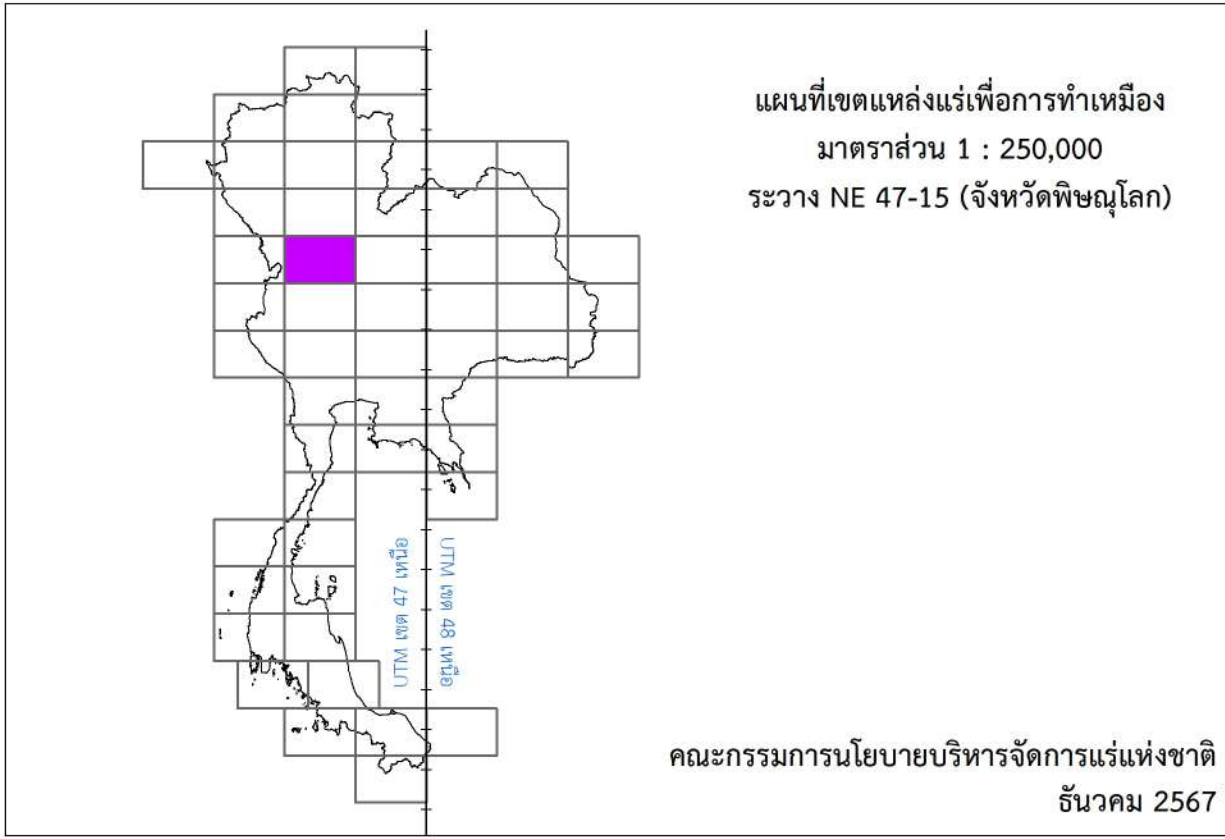 แผนที่เขตแหล่งแร่เพื่อการทำเหมือง
มาตราส่วน 1 : 250,000
ระวาง NE 47-15 (จังหวัดพิษณุโลก)
UTM เขต 47 เหนือ
UTM เขต 48 เหนือ
คณะกรรมการนโยบายบริหารจัดการแร่แห่งชาติ
ธันวาคม 2567